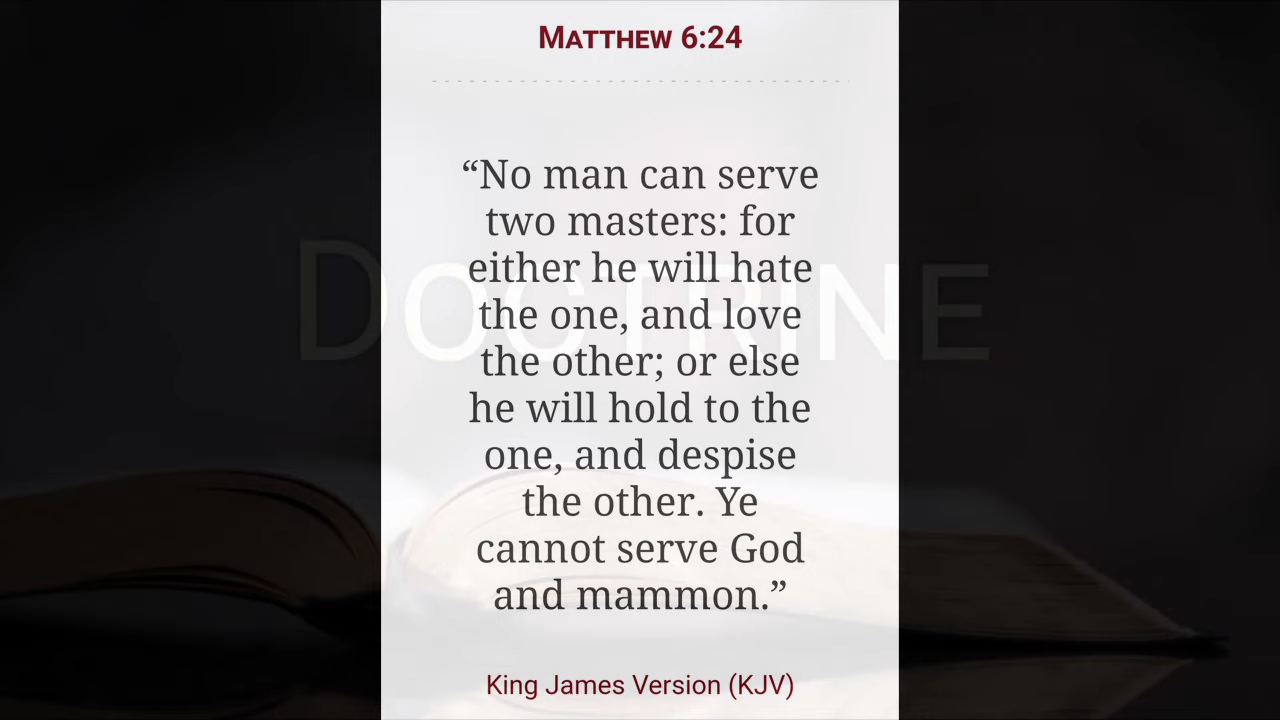 MATTHEW 6:24
“No man can serve
two masters: for
either he will hate
the one, and love
the other; or else
he will hold to the
one, and despise
the other. Ye
cannot serve God
and mammon.”
King James Version (KJV)
DOCTRINE